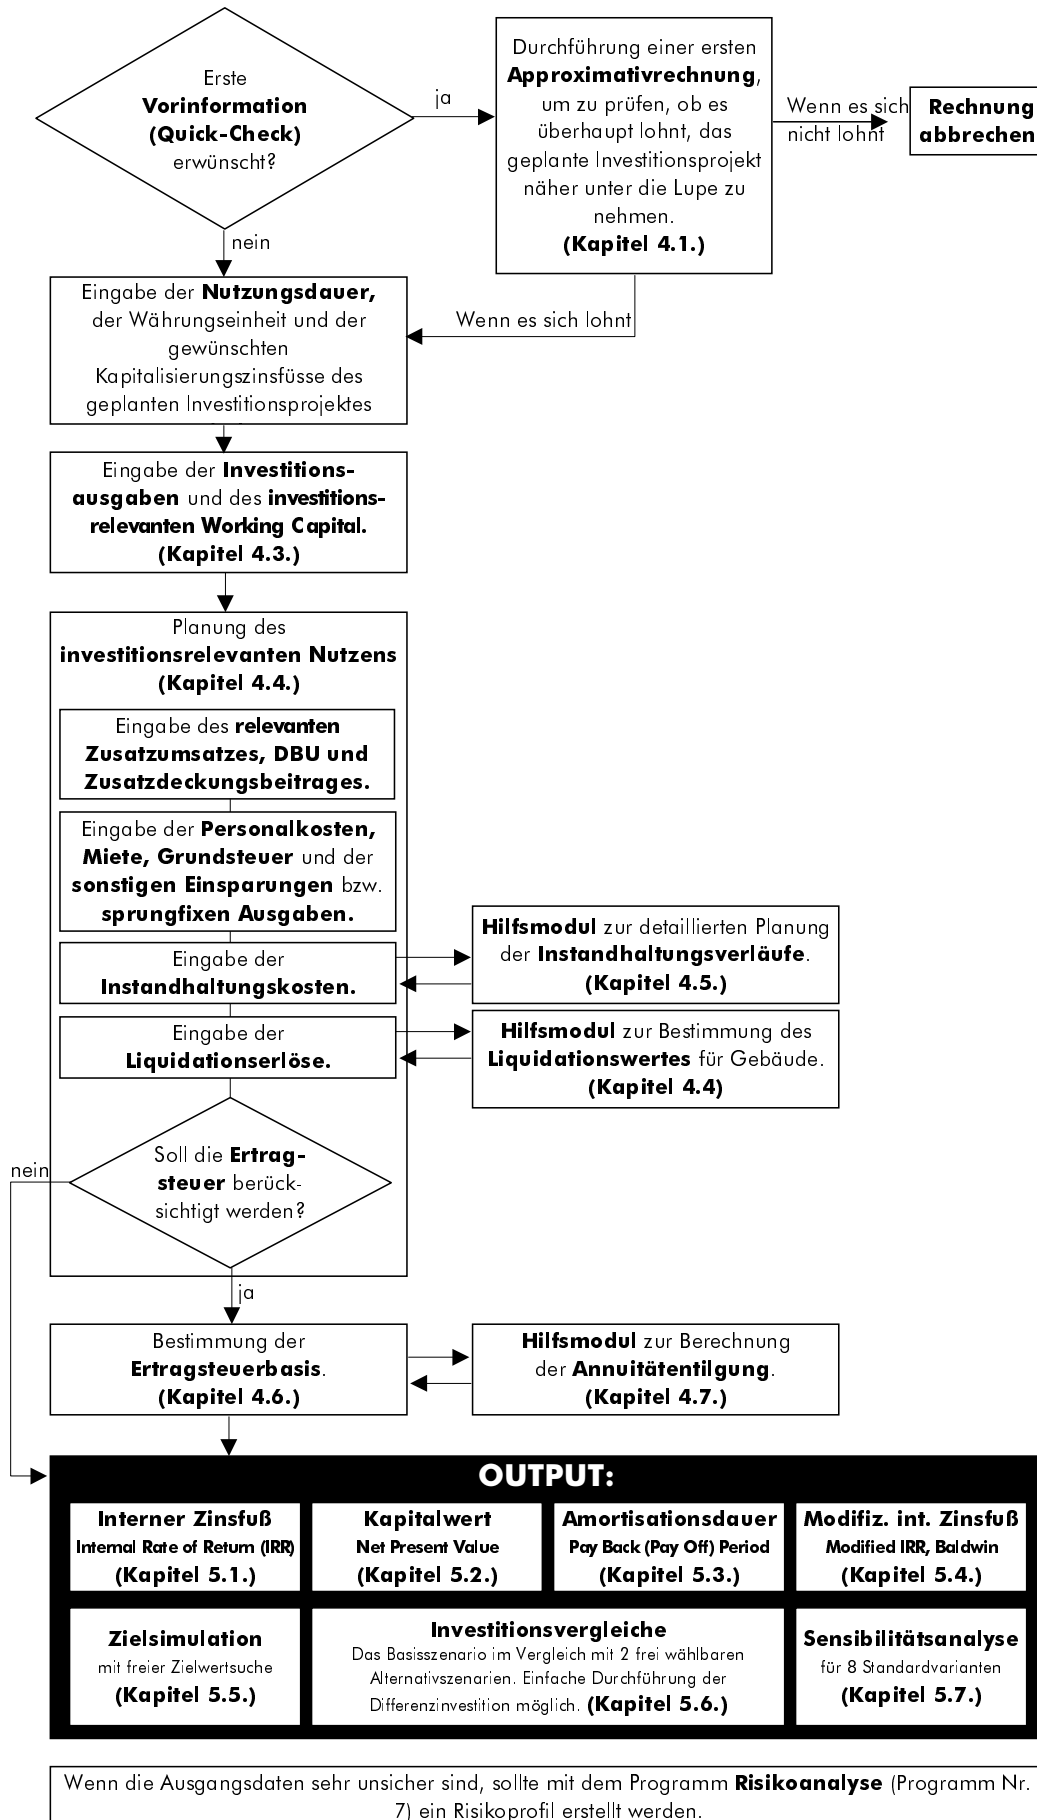 Erste
Vorinformation
(Quick-Check)
erwünscht?
ja
Durchführung einer ersten
Approximativrechnung,
um zu prüfen, ob es
überhaupt lohnt, das
geplante Investitionsprojekt
näher unter die Lupe zu
nehmen.
(Kapitel 4.1.)
Wenn es sich
nicht lohnt
Rechnung
abbrechen
nein
Eingabe der Nutzungsdauer,
der Währungseinheit und der
gewünschten
Kapitalisierungszinsfüsse des
geplanten Investitionsprojektes
Wenn es sich lohnt
Eingabe der Investitions-
ausgaben und des investitions-
relevanten Working Capital.
(Kapitel 4.3.)
Planung des
investitionsrelevanten Nutzens
(Kapitel 4.4.)
Eingabe des relevanten
Zusatzumsatzes, DBU und
Zusatzdeckungsbeitrages.
Eingabe der Personalkosten,
Miete, Grundsteuer und der
sonstigen Einsparungen bzw.
sprungfixen Ausgaben.
Eingabe der
Instandhaltungskosten.
Hilfsmodul zur detaillierten Planung
der Instandhaltungsverläufe.
(Kapitel 4.5.)
Eingabe der
Liquidationserlöse.
Hilfsmodul zur Bestimmung des
Liquidationswertes für Gebäude.
(Kapitel 4.4)
Soll die Ertrag-
steuer berück-
sichtigt werden?
nein
ja
Bestimmung der
Ertragsteuerbasis.
(Kapitel 4.6.)
Hilfsmodul zur Berechnung
der Annuitätentilgung.
(Kapitel 4.7.)
OUTPUT:
Interner Zinsfuß
Internal Rate of Return (IRR)
(Kapitel 5.1.)
Kapitalwert
Net Present Value
(Kapitel 5.2.)
Amortisationsdauer
Pay Back (Pay Off) Period
(Kapitel 5.3.)
Modifiz. int. Zinsfuß
Modified IRR, Baldwin
(Kapitel 5.4.)
Zielsimulation
mit freier Zielwertsuche
(Kapitel 5.5.)
Investitionsvergleiche
Das Basisszenario im Vergleich mit 2 frei wählbaren
Alternativszenarien. Einfache Durchführung der
Differenzinvestition möglich. (Kapitel 5.6.)
Sensibilitätsanalyse
für 8 Standardvarianten
(Kapitel 5.7.)
Wenn die Ausgangsdaten sehr unsicher sind, sollte mit dem Programm Risikoanalyse (Programm Nr.
7) ein Risikoprofil erstellt werden.